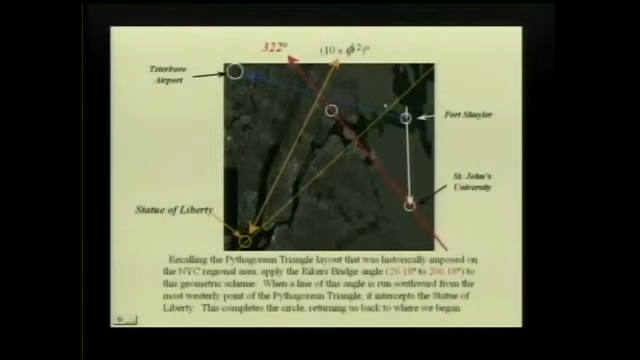 322°
(10 x ϕ²)°
Teterboro
Airport
Fort Shuyler
St. John's
University
Statue of Liberty
Recalling the Pythagorean Triangle layout that was historically imposed on
the NYC regional area, apply the Rikers Bridge angle (26.18° to 206.18°) to
this geometric scheme. When a line of this angle is run southward from the
most westerly point of the Pythagorean Triangle, it intercepts the Statue of
Liberty. This completes the circle, returning us back to where we began